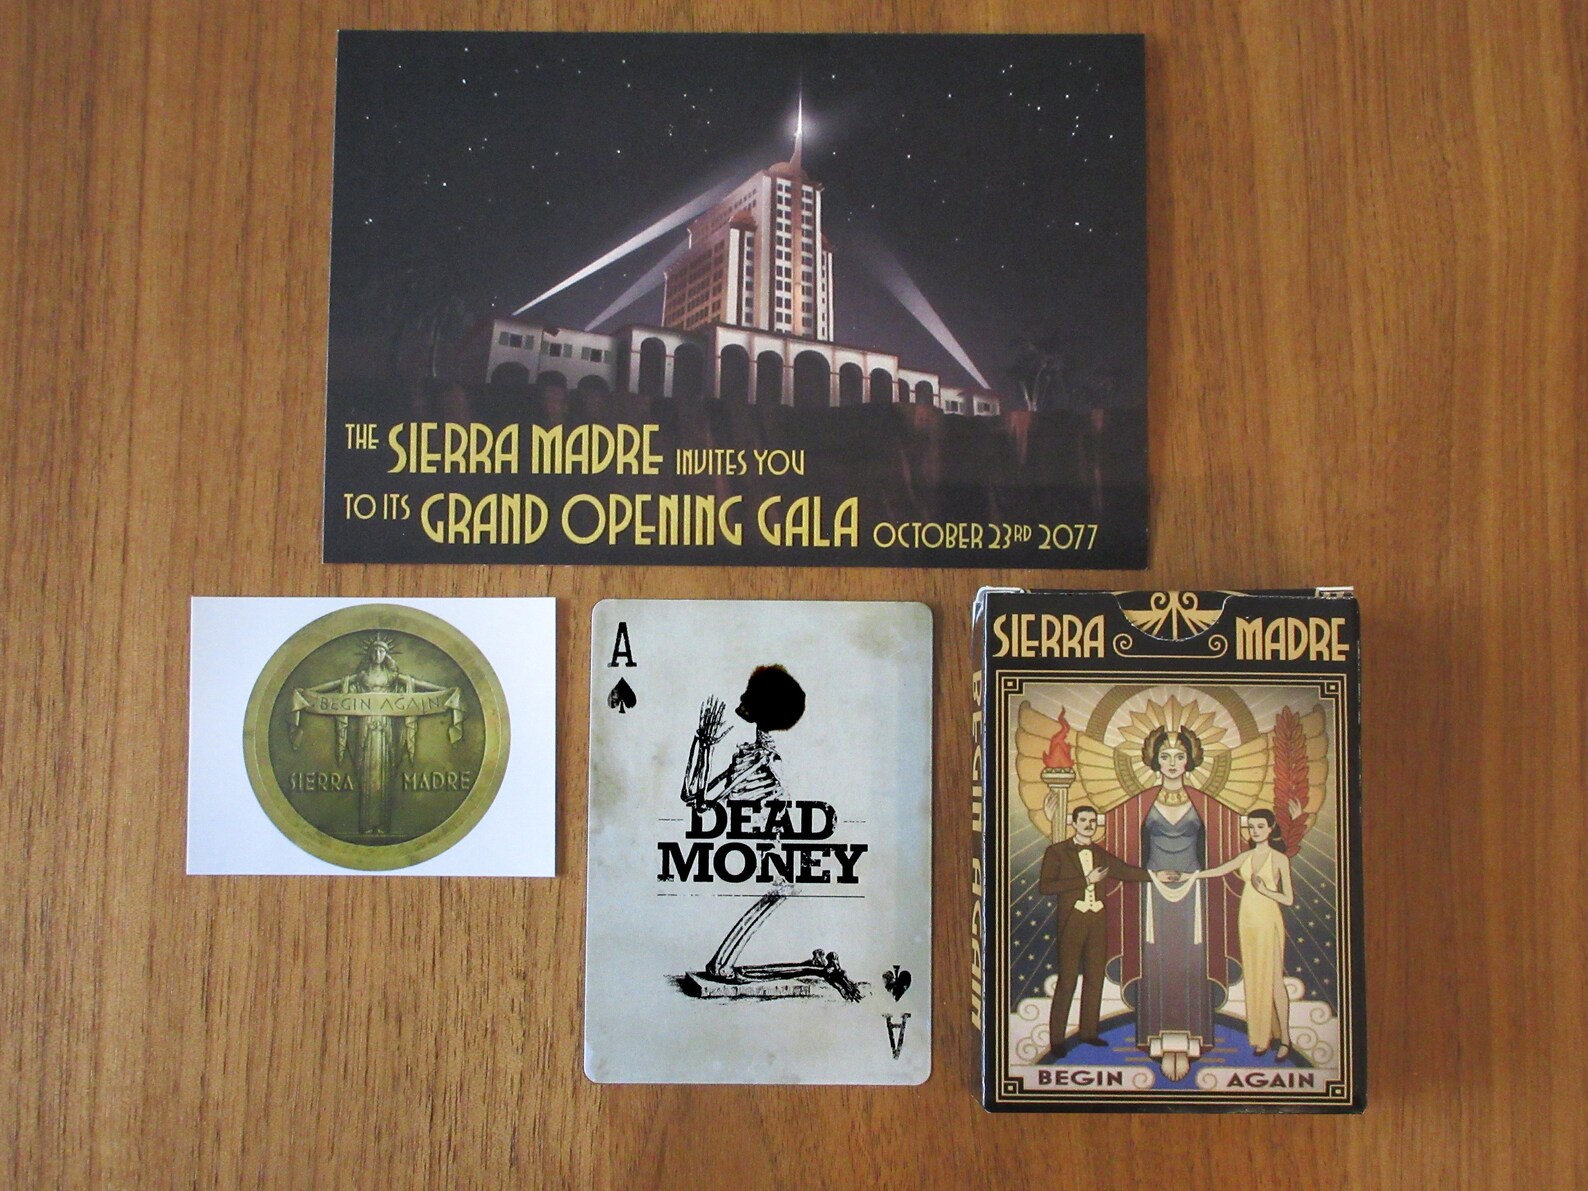 THE SIERRA MADRE INVITES YOU
TO ITS GRAND OPENING GALA OCTOBER 23RD 2077
BEGIN AGAIN
SIERRA MADRE
A
DEAD
MONEY
A
SIERRA MADRE
BEGIN AGAIN
BEGIN AGAIN